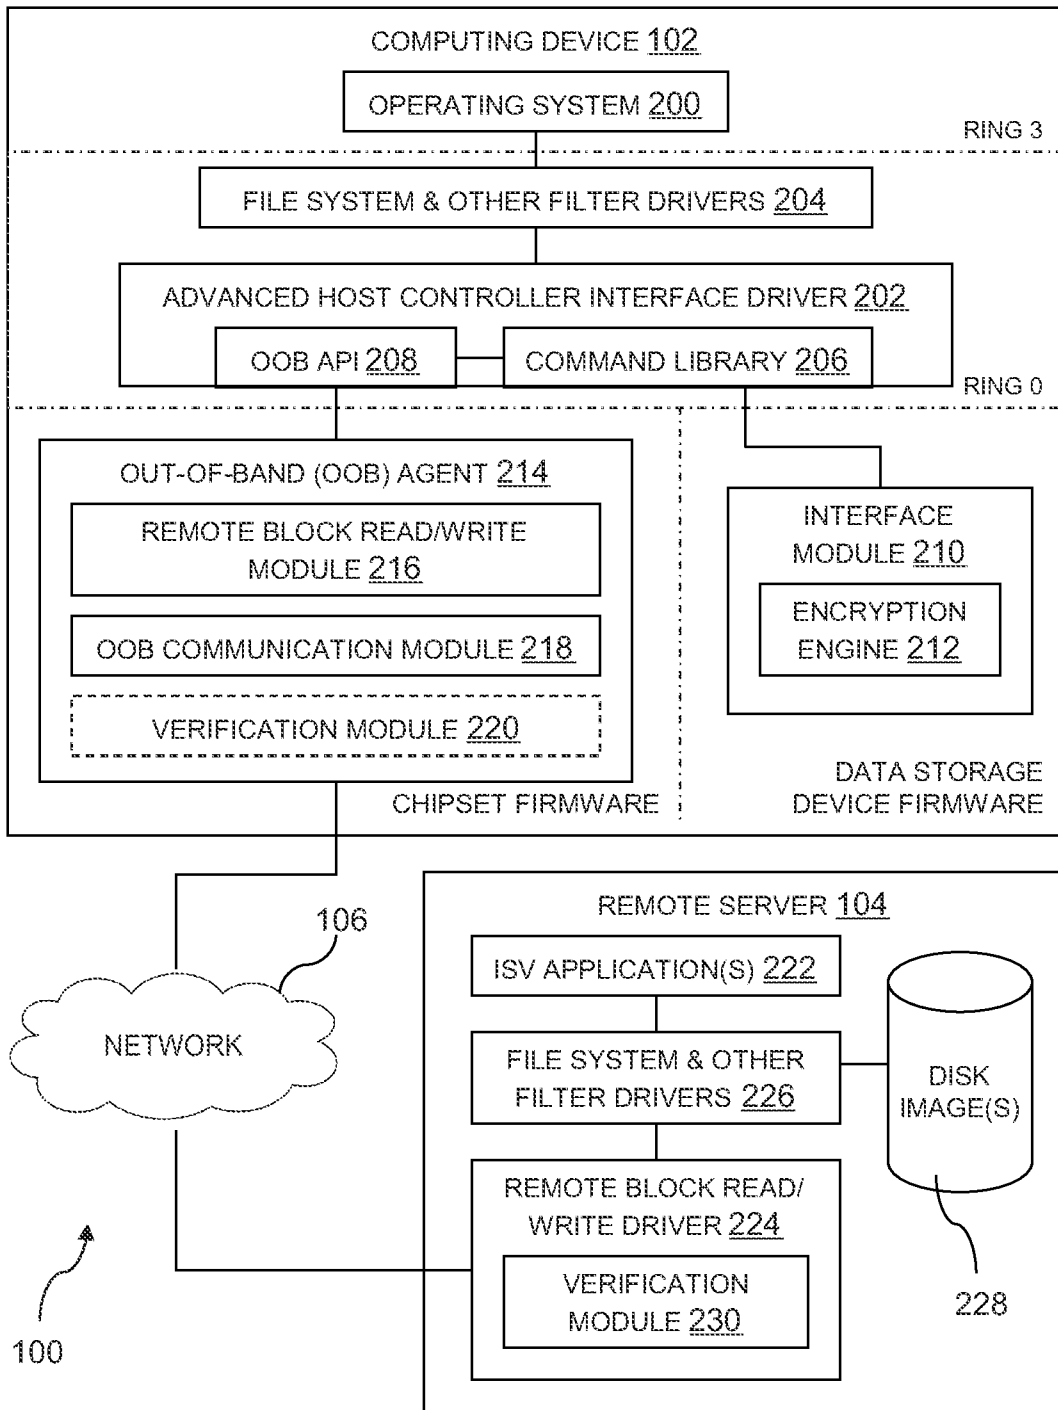 COMPUTING DEVICE 102
OPERATING SYSTEM 200
RING 3
FILE SYSTEM & OTHER FILTER DRIVERS 204
ADVANCED HOST CONTROLLER INTERFACE DRIVER 202
OOB API 208
COMMAND LIBRARY 206
RING 0
OUT-OF-BAND (OOB) AGENT 214
REMOTE BLOCK READ/WRITE
MODULE 216
OOB COMMUNICATION MODULE 218
VERIFICATION MODULE 220
CHIPSET FIRMWARE
INTERFACE
MODULE 210
ENCRYPTION
ENGINE 212
DATA STORAGE
DEVICE FIRMWARE
106
NETWORK
REMOTE SERVER 104
ISV APPLICATION(S) 222
FILE SYSTEM & OTHER
FILTER DRIVERS 226
DISK
IMAGE(S)
REMOTE BLOCK READ/
WRITE DRIVER 224
VERIFICATION
MODULE 230
228
100